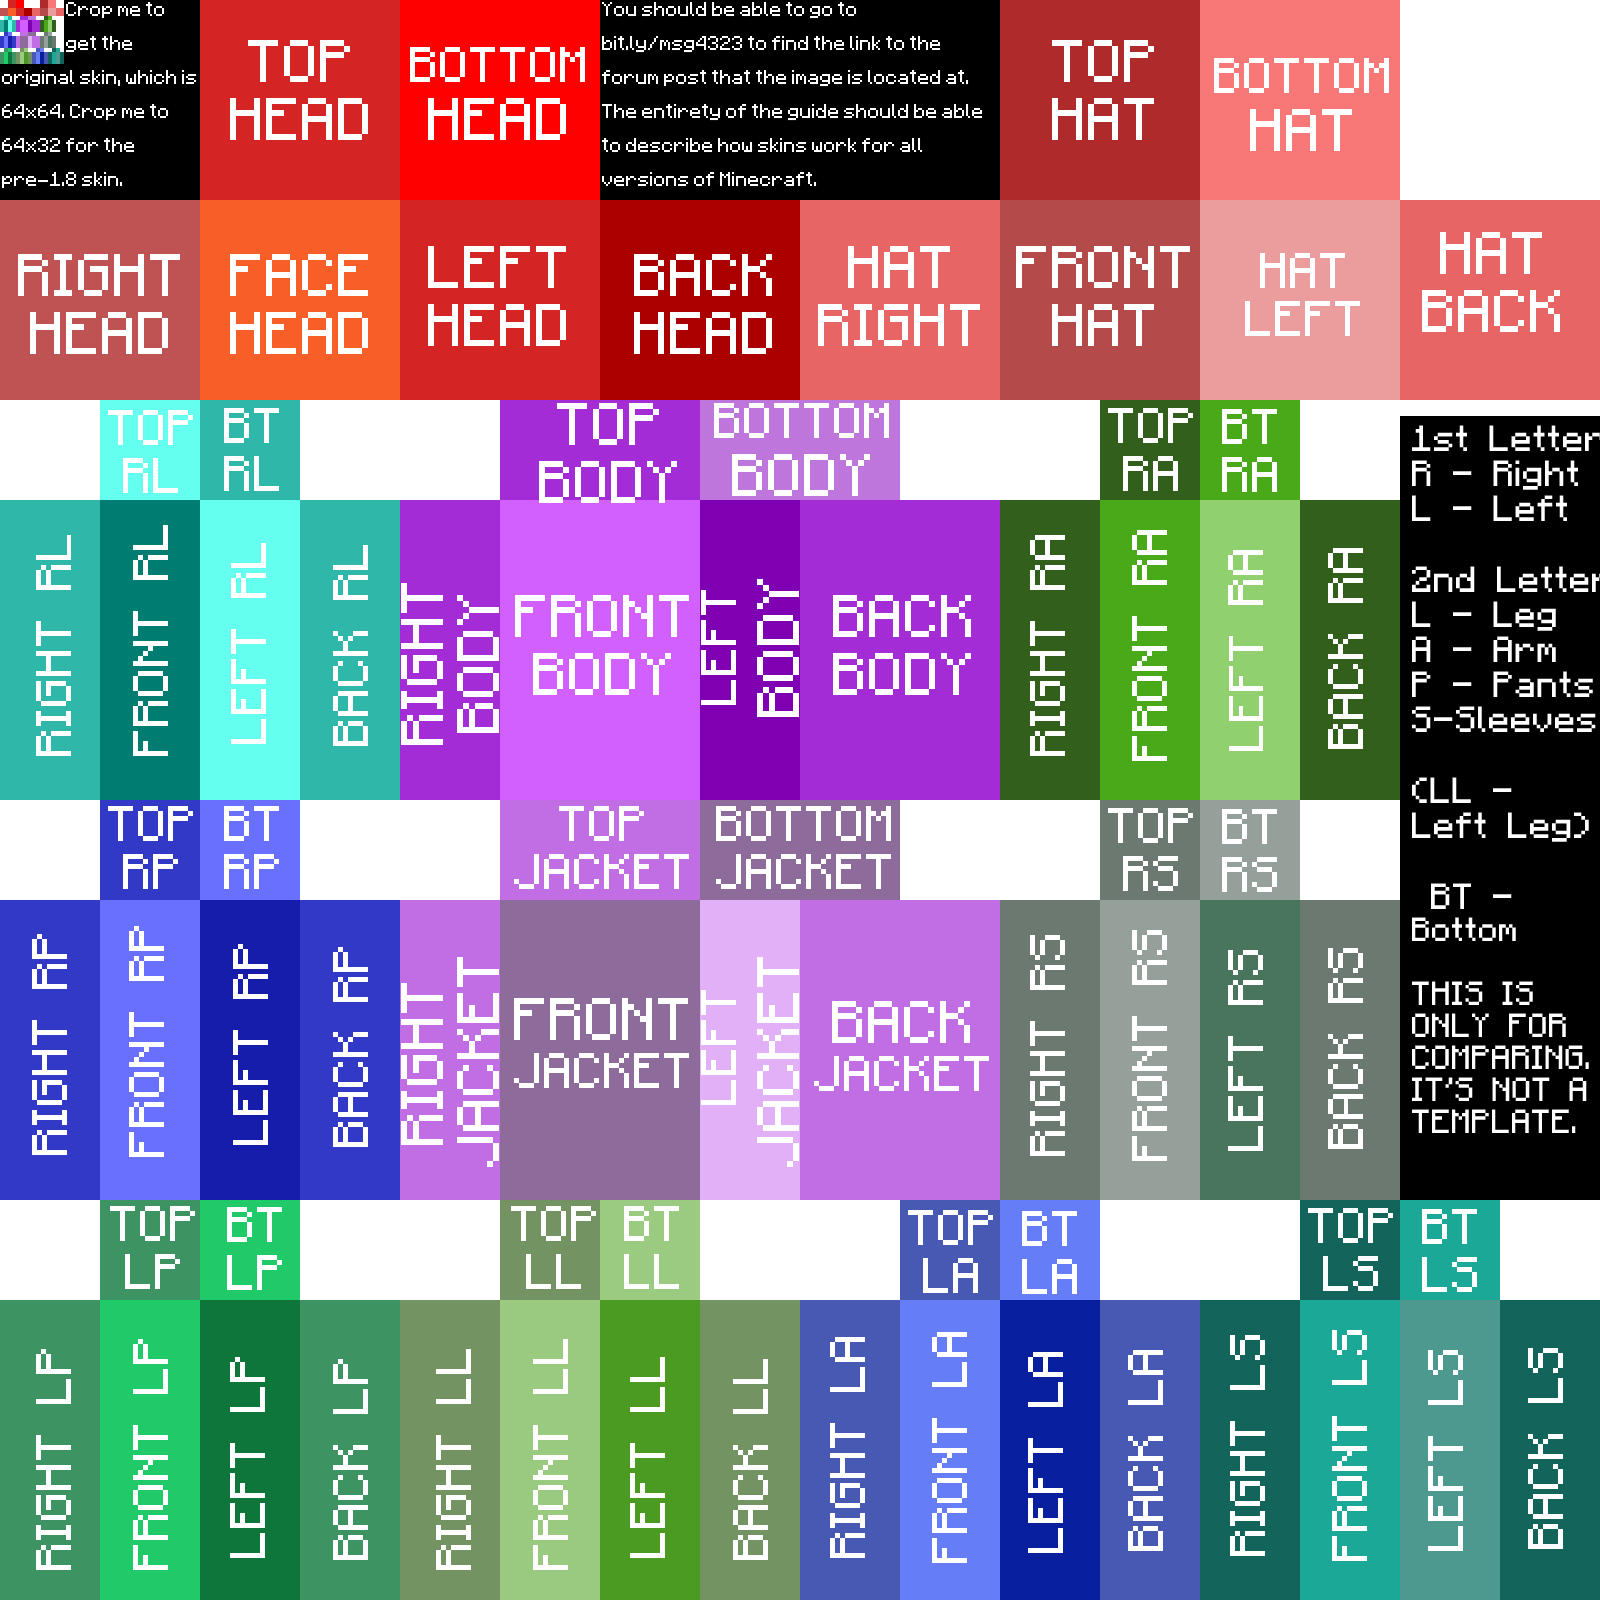 Crop me to
get the
original skin, which is
64x64. Crop me to
64x32 for the
pre-1.8 skin.
TOP
HEAD
BOTTOM
HEAD
You should be able to go to
bit.ly/msg4323 to find the link to the
forum post that the image is located at.
The entirety of the guide should be able
to describe how skins work for all
versions of Minecraft.
TOP
HAT
BOTTOM
HAT
RIGHT
HEAD
FACE
HEAD
LEFT
HEAD
BACK
HEAD
HAT
RIGHT
FRONT
HAT
HAT
LEFT
HAT
BACK
TOP
RL
BT
RL
TOP
BODY
BOTTOM
BODY
TOP
RA
BT
RA
RIGHT RL
FRONT RL
LEFT RL
BACK RL
RIGHT
BODY
FRONT
BODY
LEFT
BODY
BACK
BODY
RIGHT RA
FRONT RA
LEFT RA
BACK RA
1st Letter
R - Right
L - Left
2nd Letter
L - Leg
A - Arm
P - Pants
S-Sleeves
(LL -
Left Leg)
BT -
Bottom
THIS IS
ONLY FOR
COMPARING.
IT'S NOT A
TEMPLATE.
TOP
RP
BT
RP
TOP
JACKET
BOTTOM
JACKET
TOP
RS
BT
RS
RIGHT RP
FRONT RP
LEFT RP
BACK RP
RIGHT
JACKET
FRONT
JACKET
LEFT
JACKET
BACK
JACKET
RIGHT RS
FRONT RS
LEFT RS
BACK RS
TOP
LP
BT
LP
TOP
LL
BT
LL
TOP
LA
BT
LA
TOP
LS
BT
LS
RIGHT LP
FRONT LP
LEFT LP
BACK LP
RIGHT LL
FRONT LL
LEFT LL
BACK LL
RIGHT LA
FRONT LA
LEFT LA
BACK LA
RIGHT LS
FRONT LS
LEFT LS
BACK LS